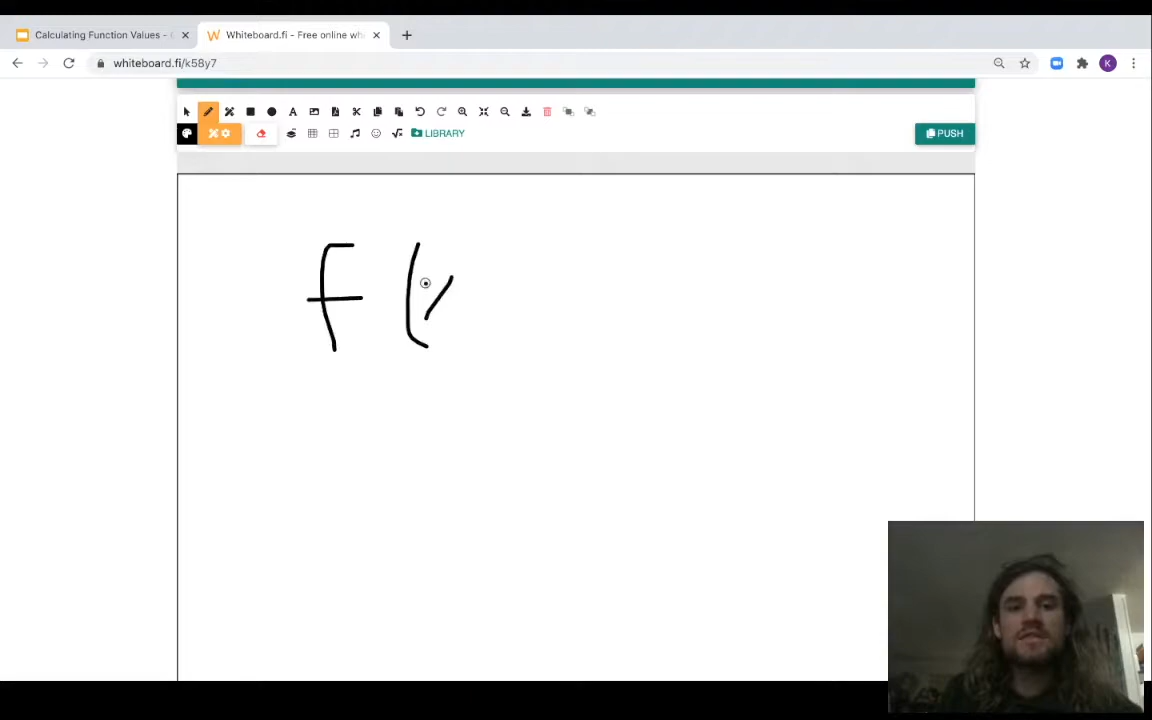 Calculating Function Values - G
Whiteboard.fi - Free online wh
whiteboard.fi/k58y7
K
A
LIBRARY
PUSH
f (